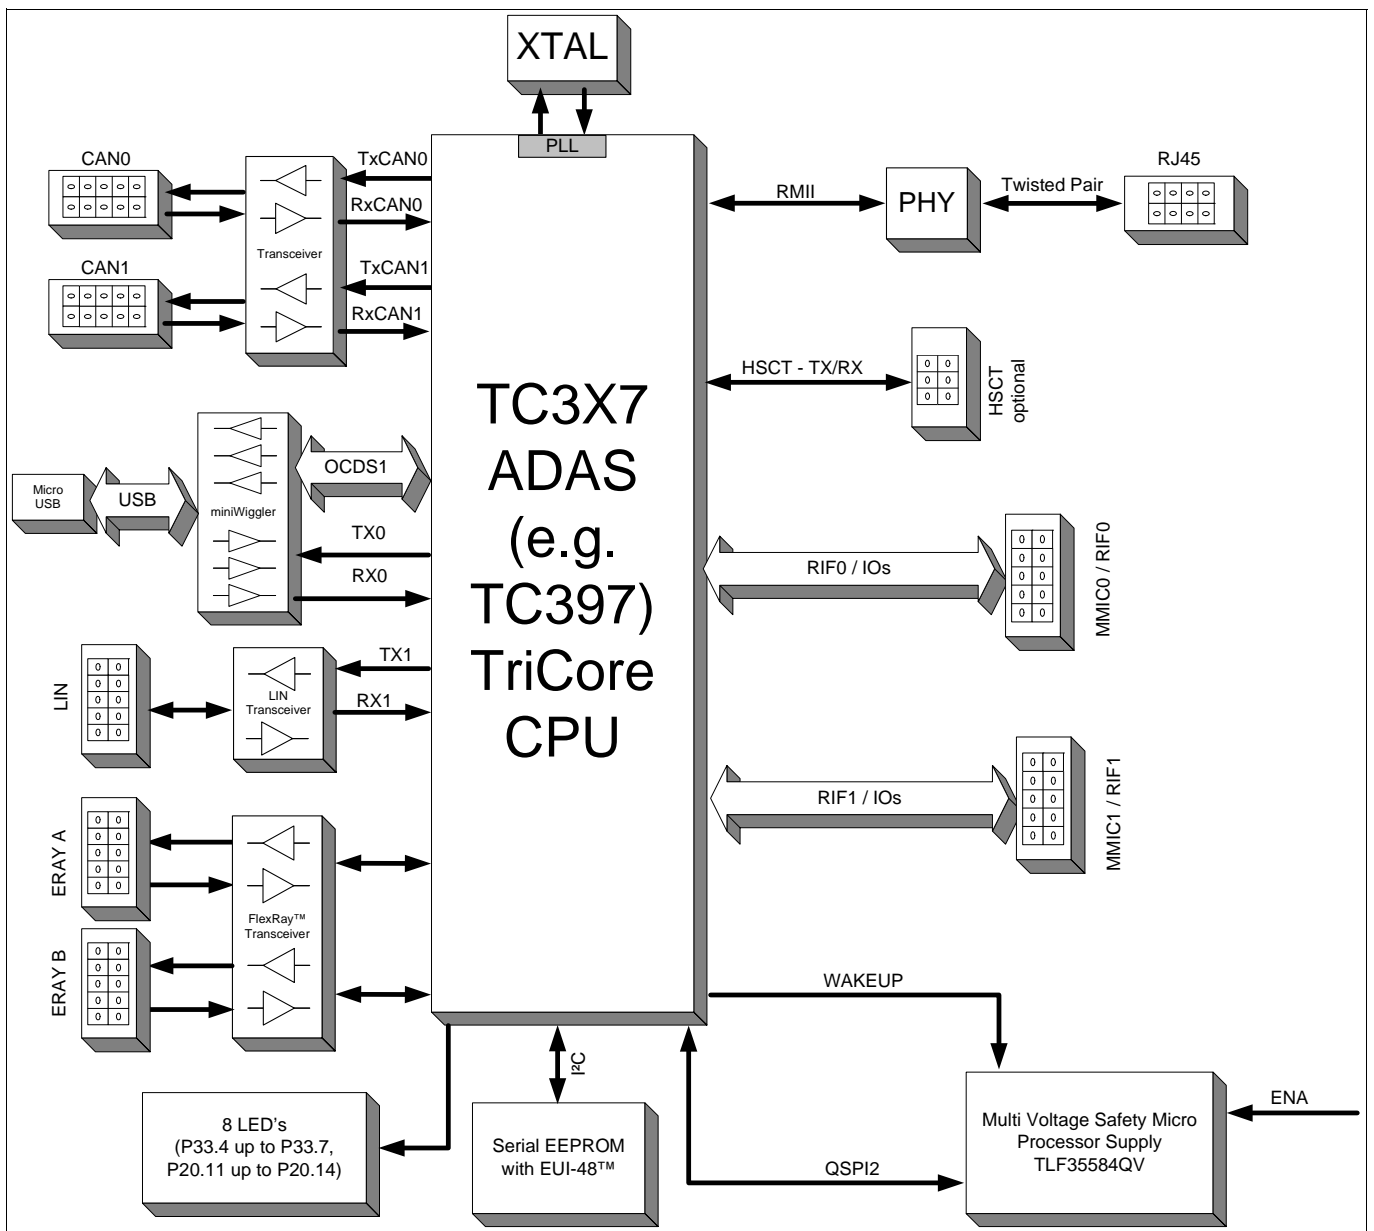 XTAL
PLL
CAN0
TxCAN0
RxCAN0
Transceiver
CAN1
TxCAN1
RxCAN1
RMII
PHY
Twisted Pair
RJ45
HSCT - TX/RX
HSCT
optional
TC3X7
ADAS
(e.g.
TC397)
TriCore
CPU
Micro
USB
USB
miniWiggler
OCDS1
TX0
RX0
RIF0 / IOs
MMIC0 / RIF0
LIN
LIN
Transceiver
TX1
RX1
RIF1 / IOs
MMIC1 / RIF1
ERAY A
FlexRay™
Transceiver
ERAY B
WAKEUP
I²C
8 LED's
(P33.4 up to P33.7,
P20.11 up to P20.14)
Serial EEPROM
with EUI-48™
QSPI2
Multi Voltage Safety Micro
Processor Supply
TLF35584QV
ENA